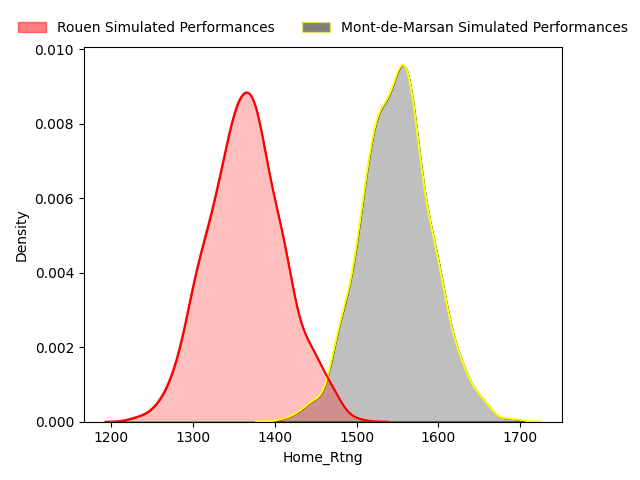 Rouen Simulated Performances
Mont-de-Marsan Simulated Performances
0.010
0.008
0.006
0.004
0.002
0.000
Density
1200 1300 1400 1500 1600 1700
Home_Rtng